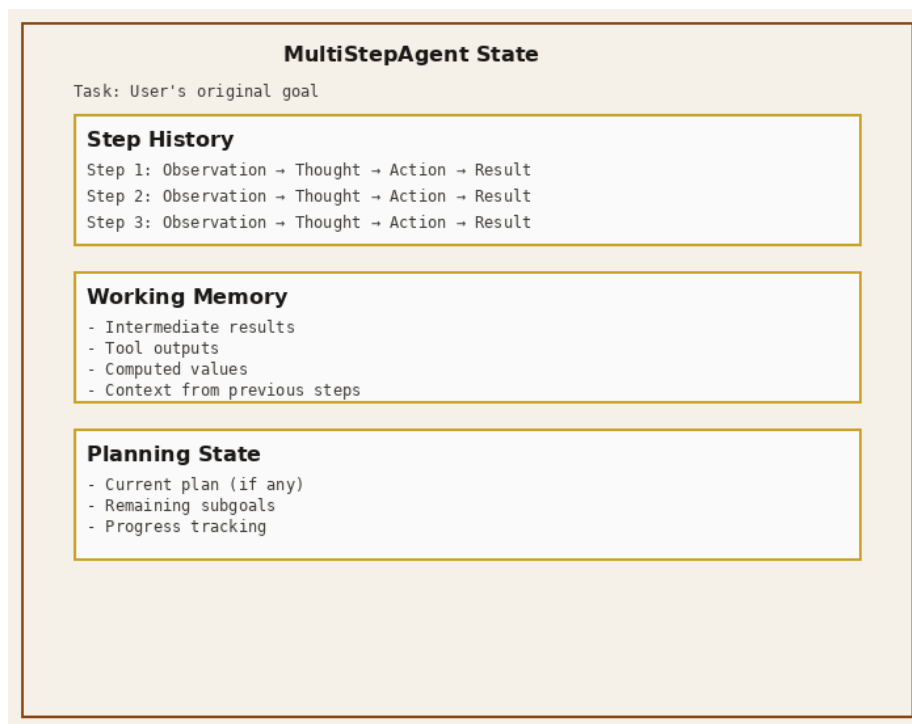 MultiStepAgent State
Task: User's original goal
Step History
Step 1: Observation → Thought → Action → Result
Step 2: Observation → Thought → Action → Result
Step 3: Observation → Thought → Action → Result
Working Memory
- Intermediate results
- Tool outputs
- Computed values
- Context from previous steps
Planning State
- Current plan (if any)
- Remaining subgoals
- Progress tracking